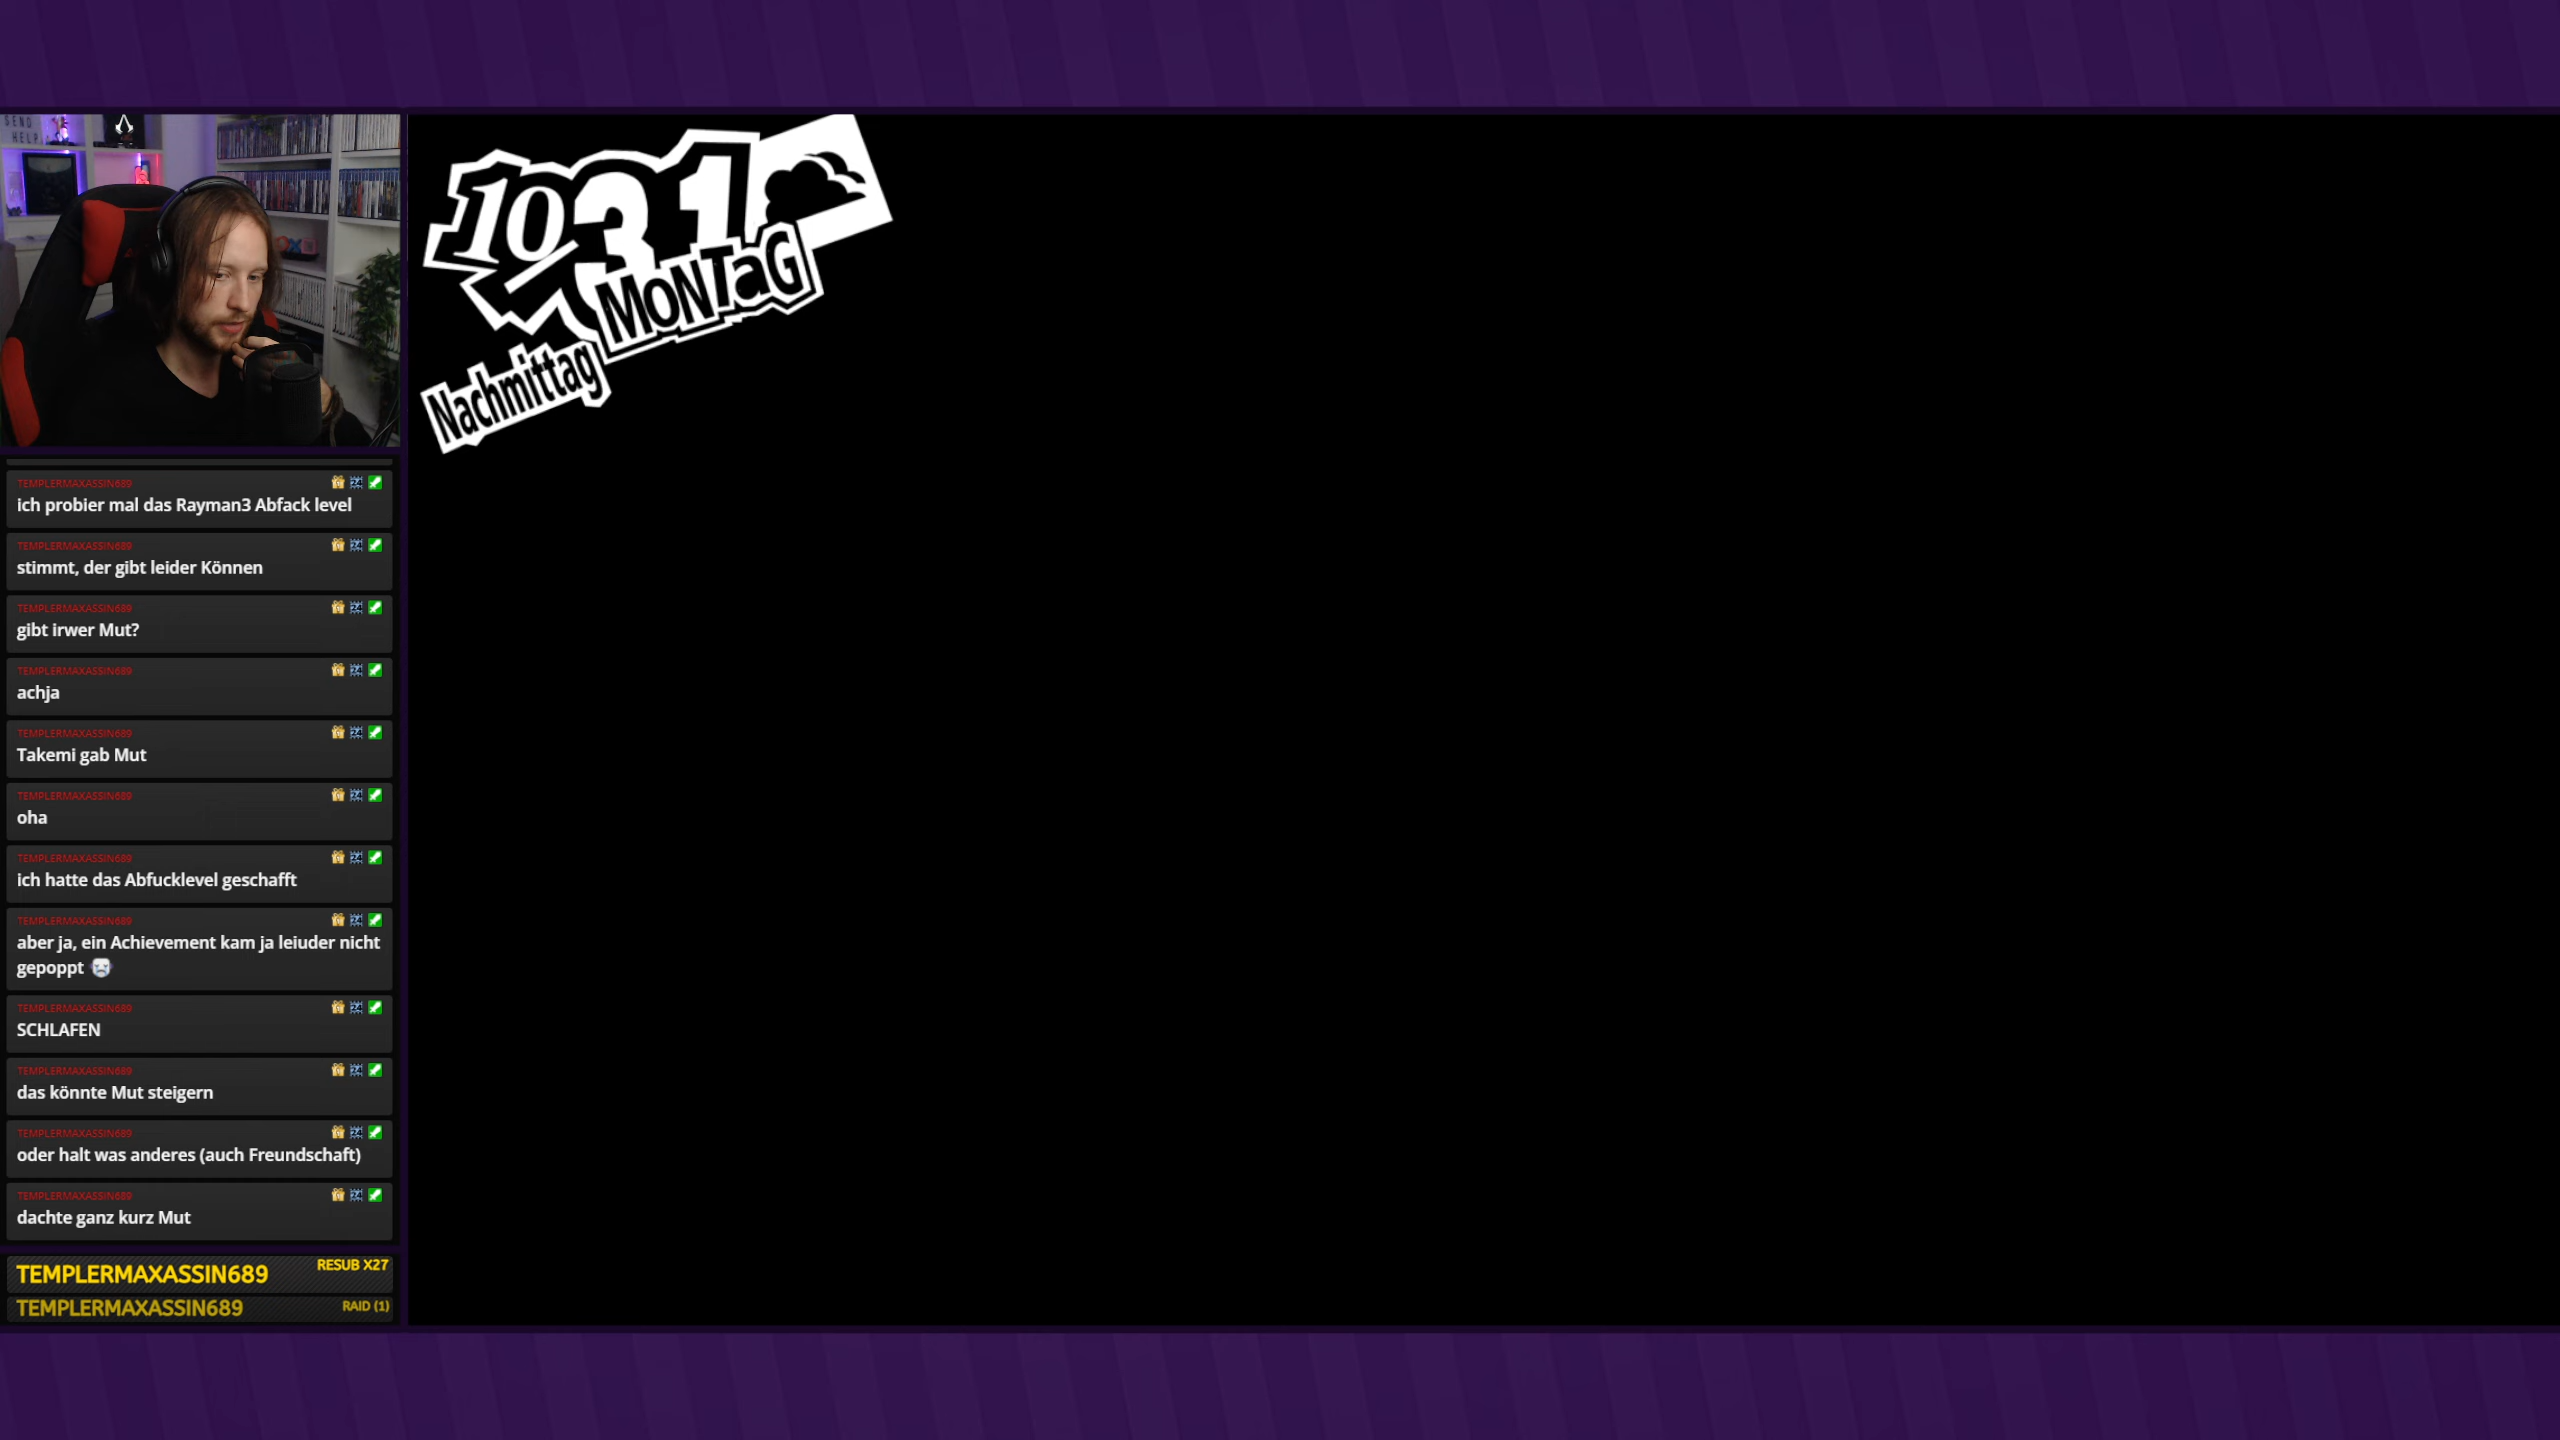 SEND
HELP
10/31
MONTaG
Nachmittag
TEMPLERMAXASSIN689
ich probier mal das Rayman3 Abfack level
TEMPLERMAXASSIN689
stimmt, der gibt leider Können
TEMPLERMAXASSIN689
gibt irwer Mut?
TEMPLERMAXASSIN689
achja
TEMPLERMAXASSIN689
Takemi gab Mut
TEMPLERMAXASSIN689
oha
TEMPLERMAXASSIN689
ich hatte das Abfucklevel geschafft
TEMPLERMAXASSIN689
aber ja, ein Achievement kam ja leiuder nicht
gepoppt
TEMPLERMAXASSIN689
SCHLAFEN
TEMPLERMAXASSIN689
das könnte Mut steigern
TEMPLERMAXASSIN689
oder halt was anderes (auch Freundschaft)
TEMPLERMAXASSIN689
dachte ganz kurz Mut
TEMPLERMAXASSIN689 RESUB X27
TEMPLERMAXASSIN689 RAID (1)